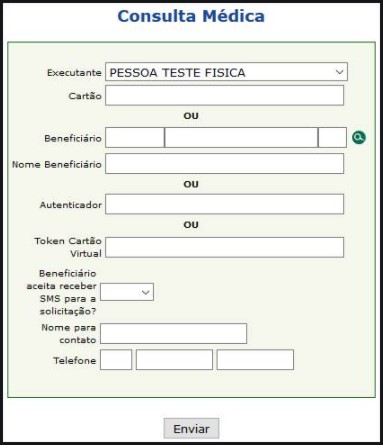 Consulta Médica
Executante PESSOA TESTE FISICA
Cartão
OU
Beneficiário
Nome Beneficiário
OU
Autenticador
OU
Token Cartão
Virtual
Beneficiário
aceita receber
SMS para a
solicitação?
Nome para
contato
Telefone
Enviar